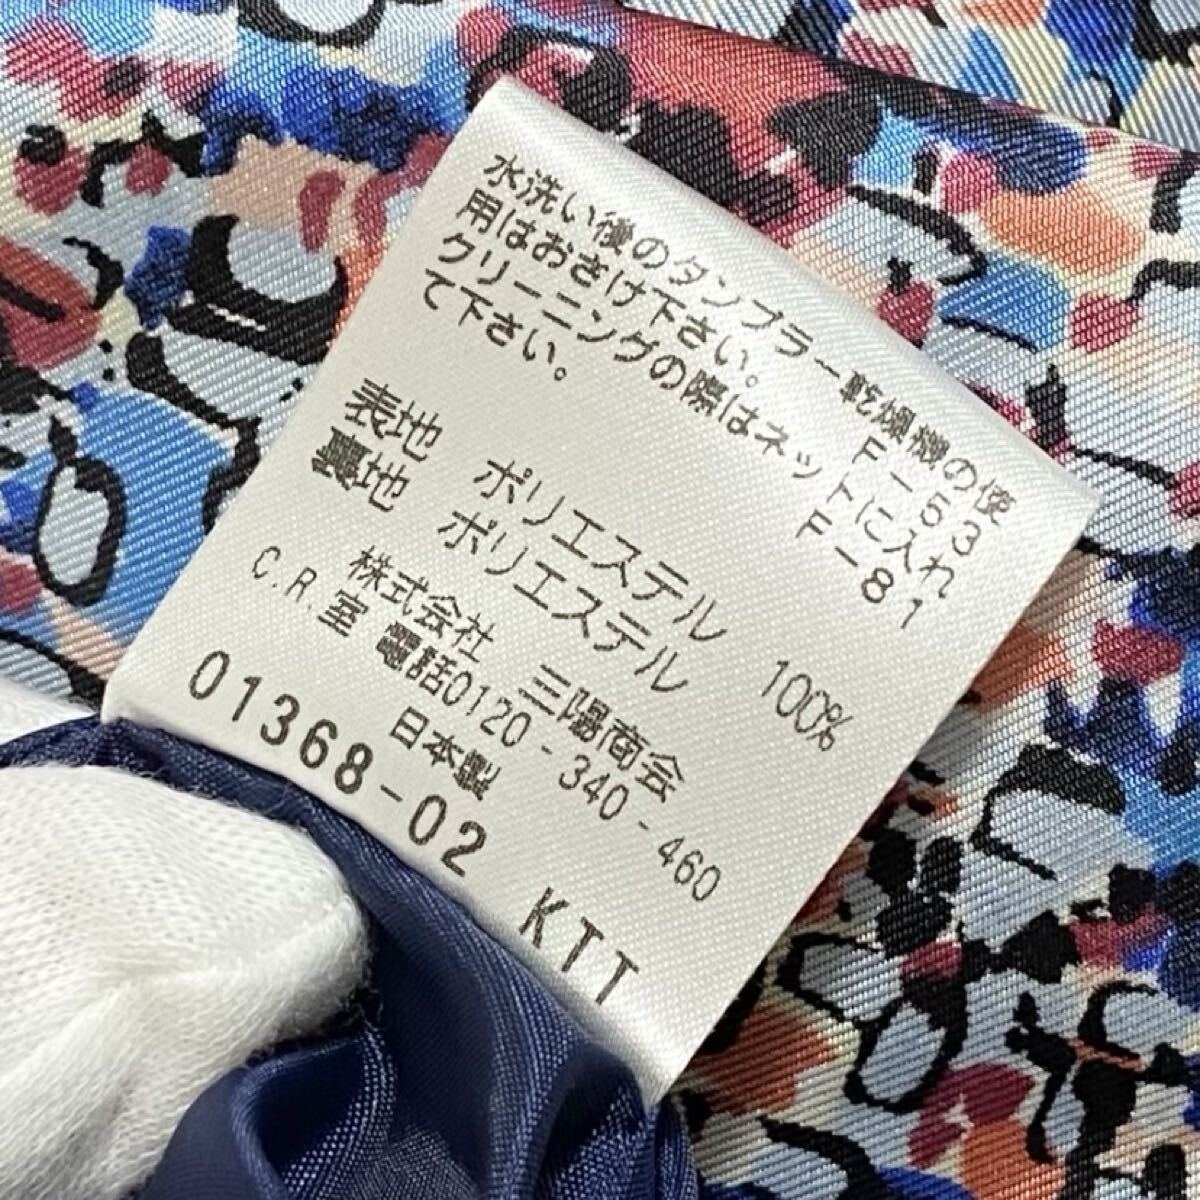 水洗い後のタンブラー乾燥機の使
用はおさけ下さい。 F-53
クリーニングの際はネットに入れ
て下さい。 F-81
表地 ポリエステル 100%
裏地 ポリエステル
株式会社 三陽商会
C.R.室 電話0120-340-460
日本製
01368-02 KTT